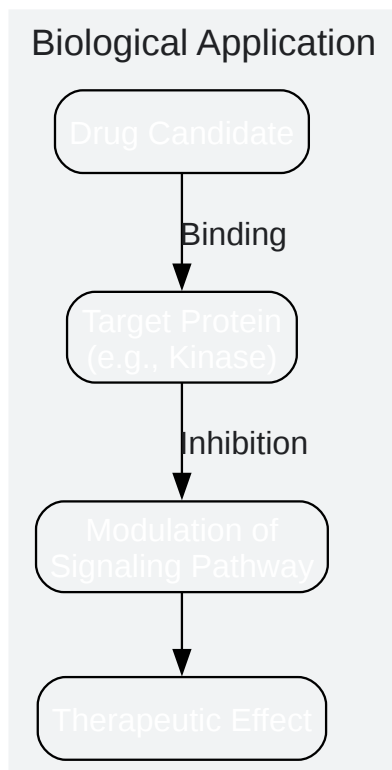 Biological Application
Drug Candidate
Binding
Target Protein
(e.g., Kinase)
Inhibition
Modulation of
Signaling Pathway
Therapeutic Effect